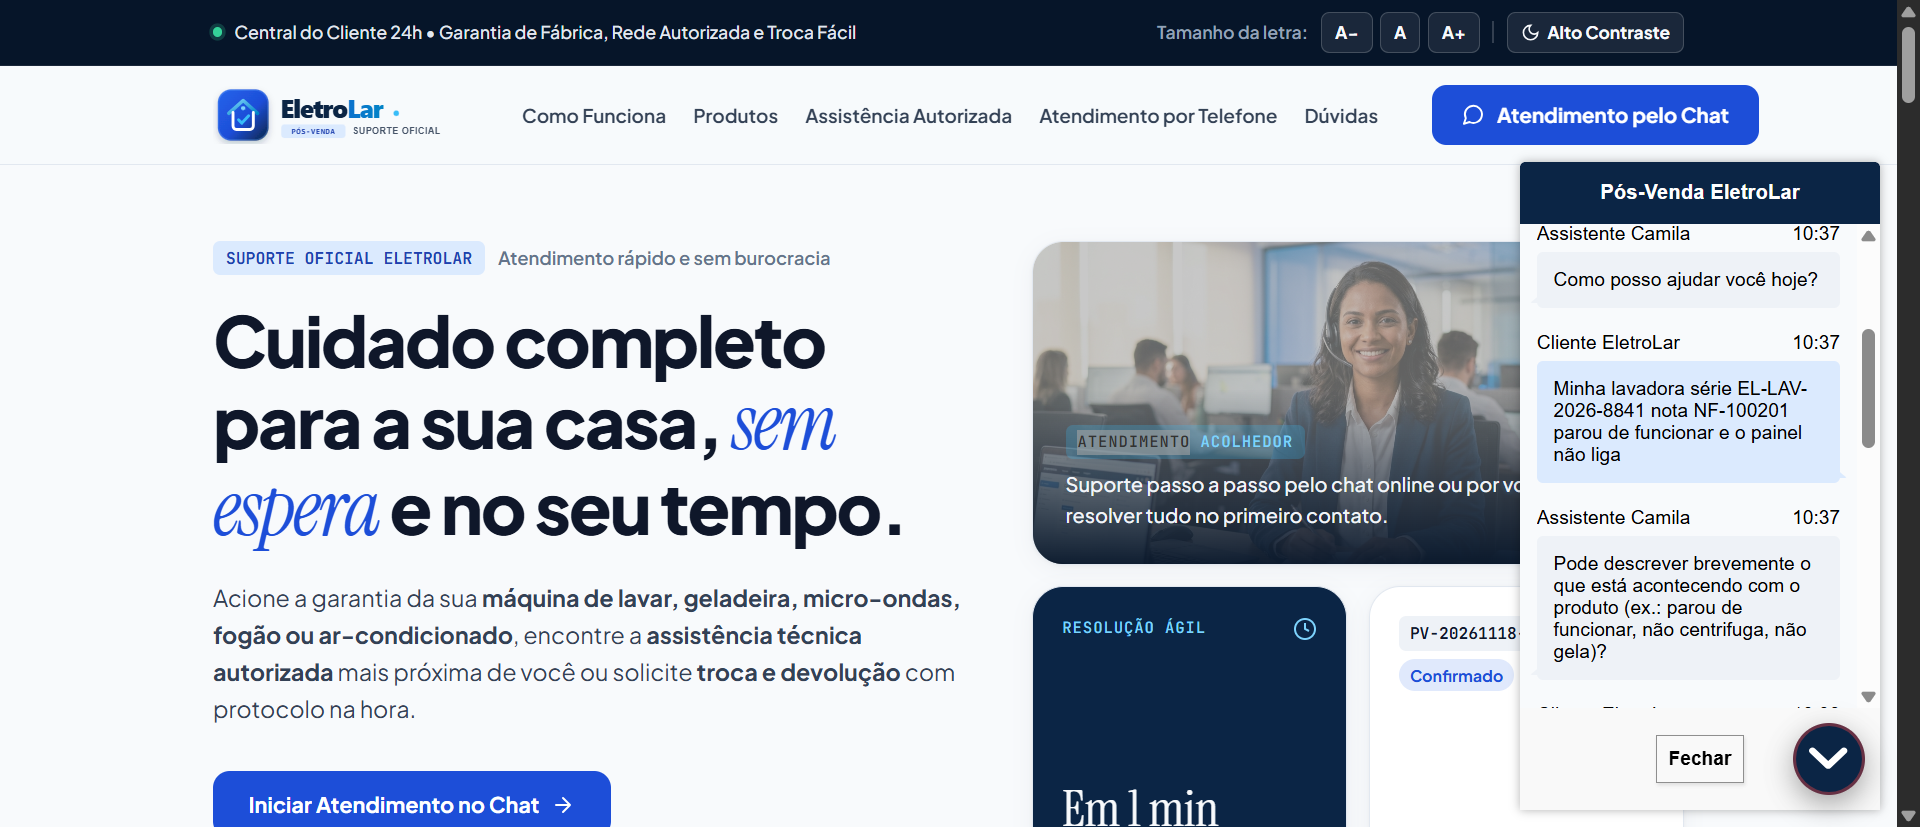 Central do Cliente 24h • Garantia de Fábrica, Rede Autorizada e Troca Fácil
Tamanho da letra:
A−
A
A+
Alto Contraste
EletroLar
PÓS-VENDA
SUPORTE OFICIAL
Como Funciona
Produtos
Assistência Autorizada
Atendimento por Telefone
Dúvidas
Atendimento pelo Chat
SUPORTE OFICIAL ELETROLAR
Atendimento rápido e sem burocracia
Cuidado completo
para a sua casa, sem
espera e no seu tempo.
Acione a garantia da sua máquina de lavar, geladeira, micro-ondas,
fogão ou ar-condicionado, encontre a assistência técnica
autorizada mais próxima de você ou solicite troca e devolução com
protocolo na hora.
Iniciar Atendimento no Chat
ATENDIMENTO ACOLHEDOR
Suporte passo a passo pelo chat online ou por
resolver tudo no primeiro contato.
RESOLUÇÃO ÁGIL
Em 1 min
PV-20261118-
Confirmado
Pós-Venda EletroLar
Assistente Camila 10:37
Como posso ajudar você hoje?
Cliente EletroLar 10:37
Minha lavadora série EL-LAV-
2026-8841 nota NF-100201
parou de funcionar e o painel
não liga
Assistente Camila 10:37
Pode descrever brevemente o
que está acontecendo com o
produto (ex.: parou de
funcionar, não centrifuga, não
gela)?
Fechar